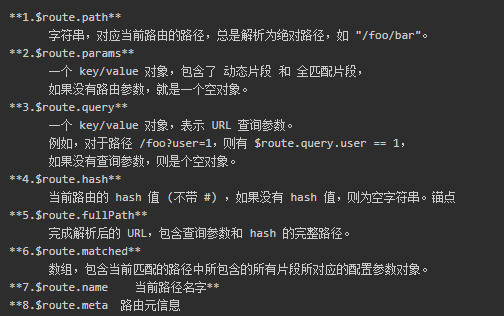 **1.$route.path**
字符串，对应当前路由的路径，总是解析为绝对路径，如 "/foo/bar"。
**2.$route.params**
一个 key/value 对象，包含了 动态片段 和 全匹配片段，
如果没有路由参数，就是一个空对象。
**3.$route.query**
一个 key/value 对象，表示 URL 查询参数。
例如，对于路径 /foo?user=1，则有 $route.query.user == 1，
如果没有查询参数，则是个空对象。
**4.$route.hash**
当前路由的 hash 值 (不带 #) ，如果没有 hash 值，则为空字符串。锚点
**5.$route.fullPath**
完成解析后的 URL，包含查询参数和 hash 的完整路径。
**6.$route.matched**
数组，包含当前匹配的路径中所包含的所有片段所对应的配置参数对象。
**7.$route.name    当前路径名字**
**8.$route.meta  路由元信息